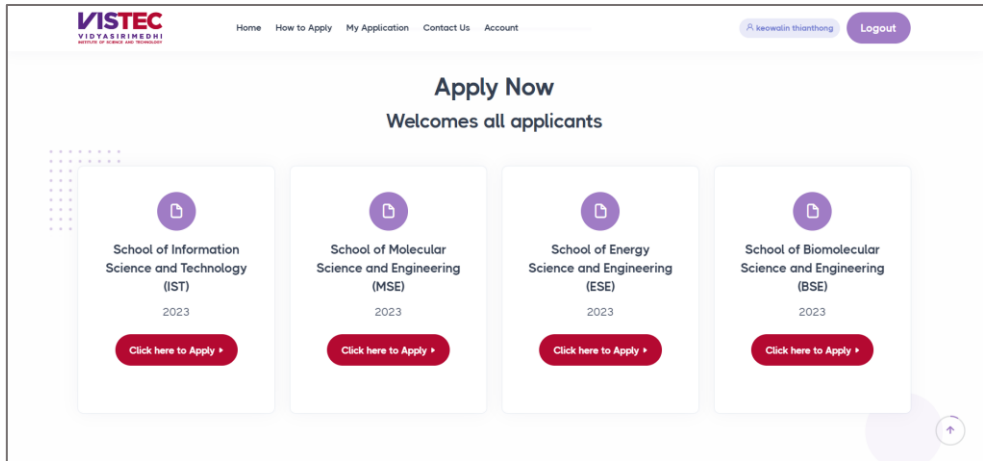 VISTEC
VIDYASIRIMEDHI
INSTITUTE OF SCIENCE AND TECHNOLOGY
Home How to Apply My Application Contact Us Account
keowalin thianthong
Logout
Apply Now
Welcomes all applicants
School of Information
Science and Technology
(IST)
2023
Click here to Apply
School of Molecular
Science and Engineering
(MSE)
2023
Click here to Apply
School of Energy
Science and Engineering
(ESE)
2023
Click here to Apply
School of Biomolecular
Science and Engineering
(BSE)
2023
Click here to Apply